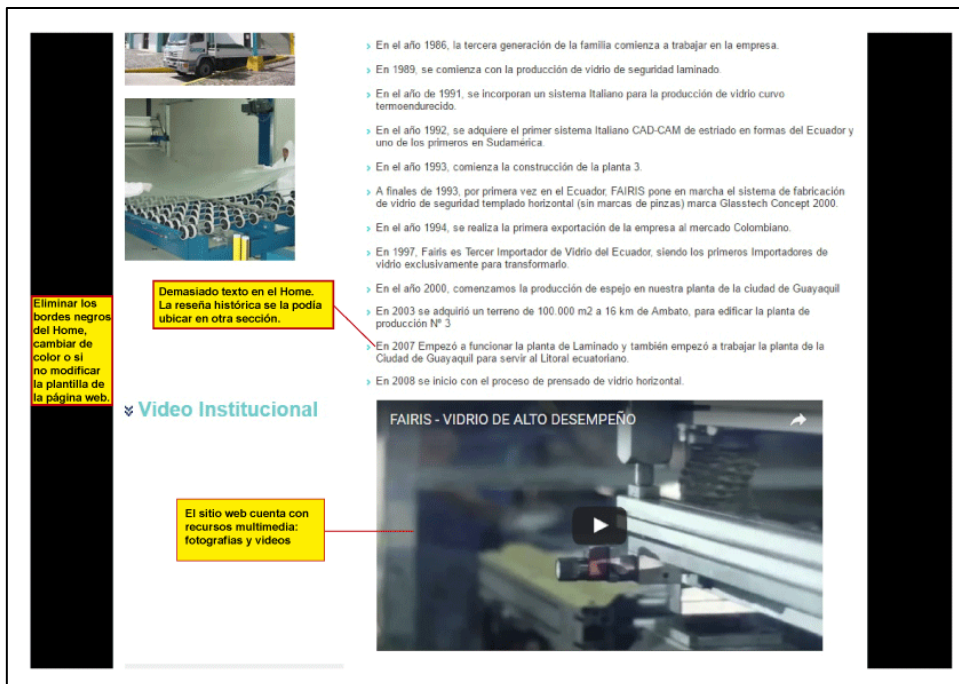 En el año 1986, la tercera generación de la familia comienza a trabajar en la empresa.
En 1989, se comienza con la producción de vidrio de seguridad laminado.
En el año de 1991, se incorporan un sistema Italiano para la producción de vidrio curvo
termoendurecido.
En el año 1992, se adquiere el primer sistema Italiano CAD-CAM de estriado en formas del Ecuador y
uno de los primeros en Sudamérica.
En el año 1993, comienza la construcción de la planta 3.
A finales de 1993, por primera vez en el Ecuador, FAIRIS pone en marcha el sistema de fabricación
de vidrio de seguridad templado horizontal (sin marcas de pinzas) marca Glasstech Concept 2000.
En el año 1994, se realiza la primera exportación de la empresa al mercado Colombiano.
En 1997, Fairis es Tercer Importador de Vidrio del Ecuador, siendo los primeros Importadores de
vidrio exclusivamente para transformarlo.
En el año 2000, comenzamos la producción de espejo en nuestra planta de la ciudad de Guayaquil
En 2003 se adquirió un terreno de 100.000 m2 a 16 km de Ambato, para edificar la planta de
producción Nº 3
En 2007 Empezó a funcionar la planta de Laminado y también empezó a trabajar la planta de la
Ciudad de Guayaquil para servir al Litoral ecuatoriano.
En 2008 se inicio con el proceso de prensado de vidrio horizontal.
Demasiado texto en el Home.
La reseña histórica se la podía
ubicar en otra sección.
Eliminar los
bordes negros
del Home,
cambiar de
color o si
no modificar
la plantilla de
la página web.
Video Institucional
FAIRIS - VIDRIO DE ALTO DESEMPEÑO
El sitio web cuenta con
recursos multimedia:
fotografias y videos